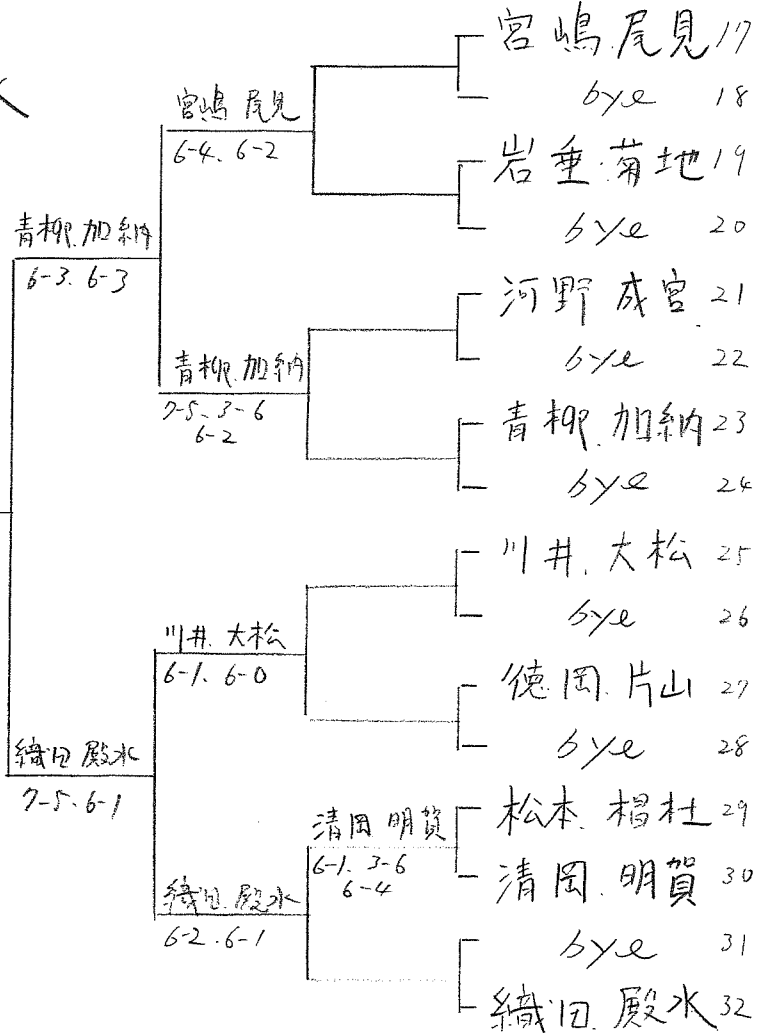 宮嶋.尾見 17
bye 18
宮嶋 尾見
6-4. 6-2
岩垂.菊地 19
bye 20
青柳.加納
6-3. 6-3
河野 成宮. 21
bye 22
青柳.加納
7-5. 3-6
6-2
青柳.加納 23
bye 24
川井.大松 25
bye 26
川井.大松
6-1. 6-0
徳岡.片山 27
bye 28
織田 殿水
7-5. 6-1
松本.椙杜 29
清岡 明賀
6-1. 3-6
6-4
清岡.明賀 30
織田.殿水
6-2. 6-1
bye 31
織田.殿水 32